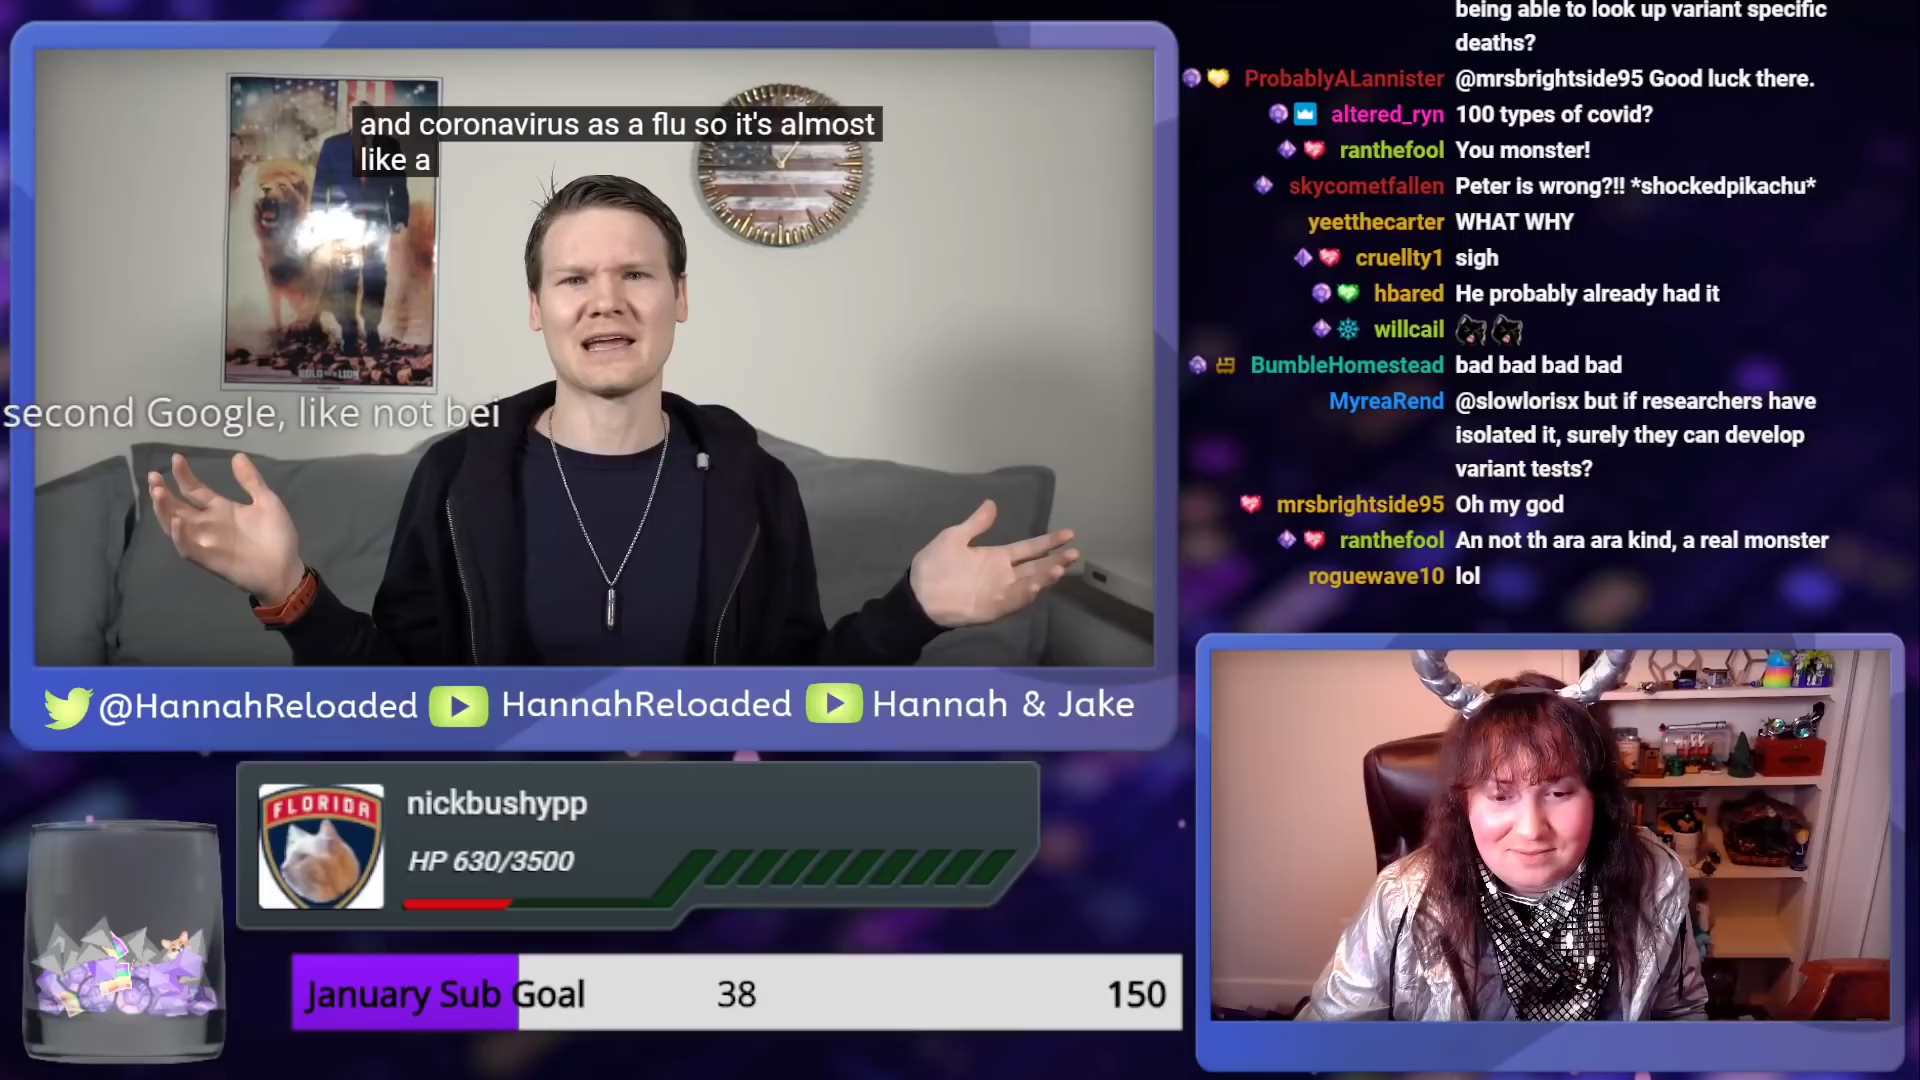 and coronavirus as a flu so it's almost
like a
second Google, like not bei
@HannahReloaded HannahReloaded Hannah & Jake
FLORIDA
nickbushypp
HP 630/3500
January Sub Goal 38 150
being able to look up variant specific
deaths?
ProbablyALannister @mrsbrightside95 Good luck there.
altered_ryn 100 types of covid?
ranthefool You monster!
skycometfallen Peter is wrong?!! *shockedpikachu*
yeetthecarter WHAT WHY
cruellty1 sigh
hbared He probably already had it
willcail
BumbleHomestead bad bad bad bad
MyreaRend @slowlorisx but if researchers have
isolated it, surely they can develop
variant tests?
mrsbrightside95 Oh my god
ranthefool An not th ara ara kind, a real monster
roguewave10 lol